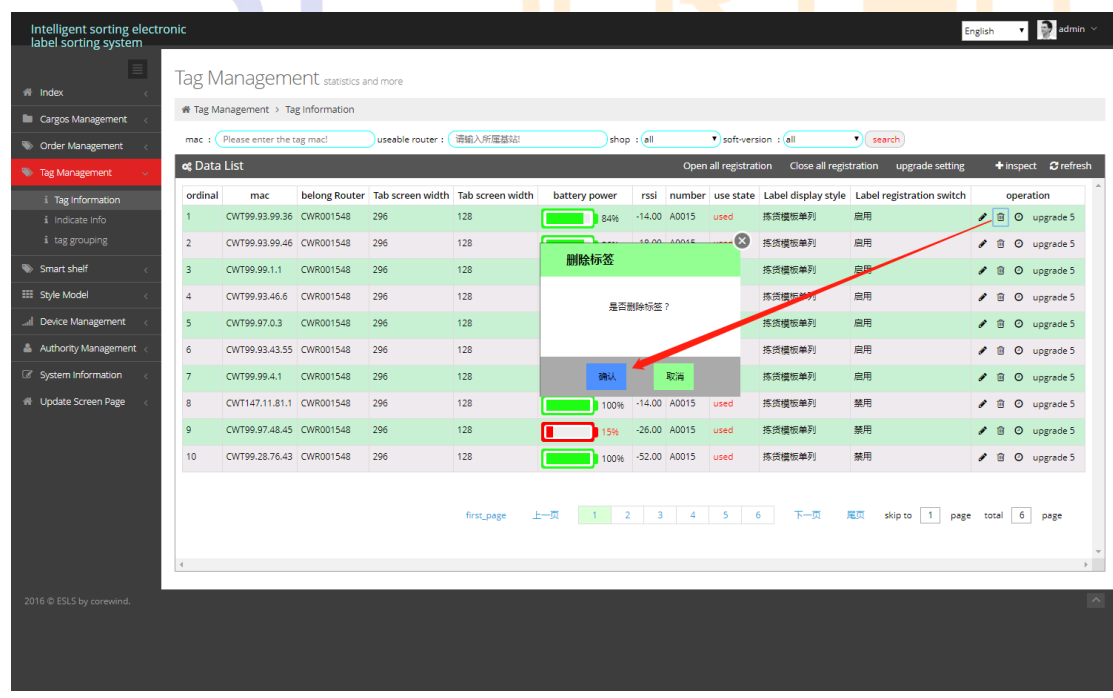 Intelligent sorting electronic
label sorting system
English
admin
Index
Cargos Management
Order Management
Tag Management
Tag Information
Indicate Info
tag grouping
Smart shelf
Style Model
Device Management
Authority Management
System Information
Update Screen Page
Tag Management statistics and more
Tag Management > Tag Information
mac : Please enter the tag mac! useable router : 请输入所属基站! shop : all soft-version : all search
Data List Open all registration Close all registration upgrade setting inspect refresh
ordinal mac belong Router Tab screen width Tab screen width battery power rssi number use state Label display style Label registration switch operation
1 CWT99.93.99.36 CWR001548 296 128 84% -14.00 A0015 used 拣货模板单列 启用 upgrade 5
2 CWT99.93.99.46 CWR001548 296 128 拣货模板单列 启用 upgrade 5
3 CWT99.99.1.1 CWR001548 296 128 拣货模板单列 启用 upgrade 5
4 CWT99.93.46.6 CWR001548 296 128 拣货模板单列 启用 upgrade 5
5 CWT99.97.0.3 CWR001548 296 128 拣货模板单列 启用 upgrade 5
6 CWT99.93.43.55 CWR001548 296 128 拣货模板单列 启用 upgrade 5
7 CWT99.99.4.1 CWR001548 296 128 拣货模板单列 启用 upgrade 5
8 CWT147.11.81.1 CWR001548 296 128 100% -14.00 A0015 used 拣货模板单列 禁用 upgrade 5
9 CWT99.97.48.45 CWR001548 296 128 15% -26.00 A0015 used 拣货模板单列 禁用 upgrade 5
10 CWT99.28.76.43 CWR001548 296 128 100% -52.00 A0015 used 拣货模板单列 禁用 upgrade 5
删除标签
是否删除标签？
确认 取消
first_page 上一页 1 2 3 4 5 6 下一页 尾页 skip to 1 page total 6 page
2016 © ESLS by corewind.